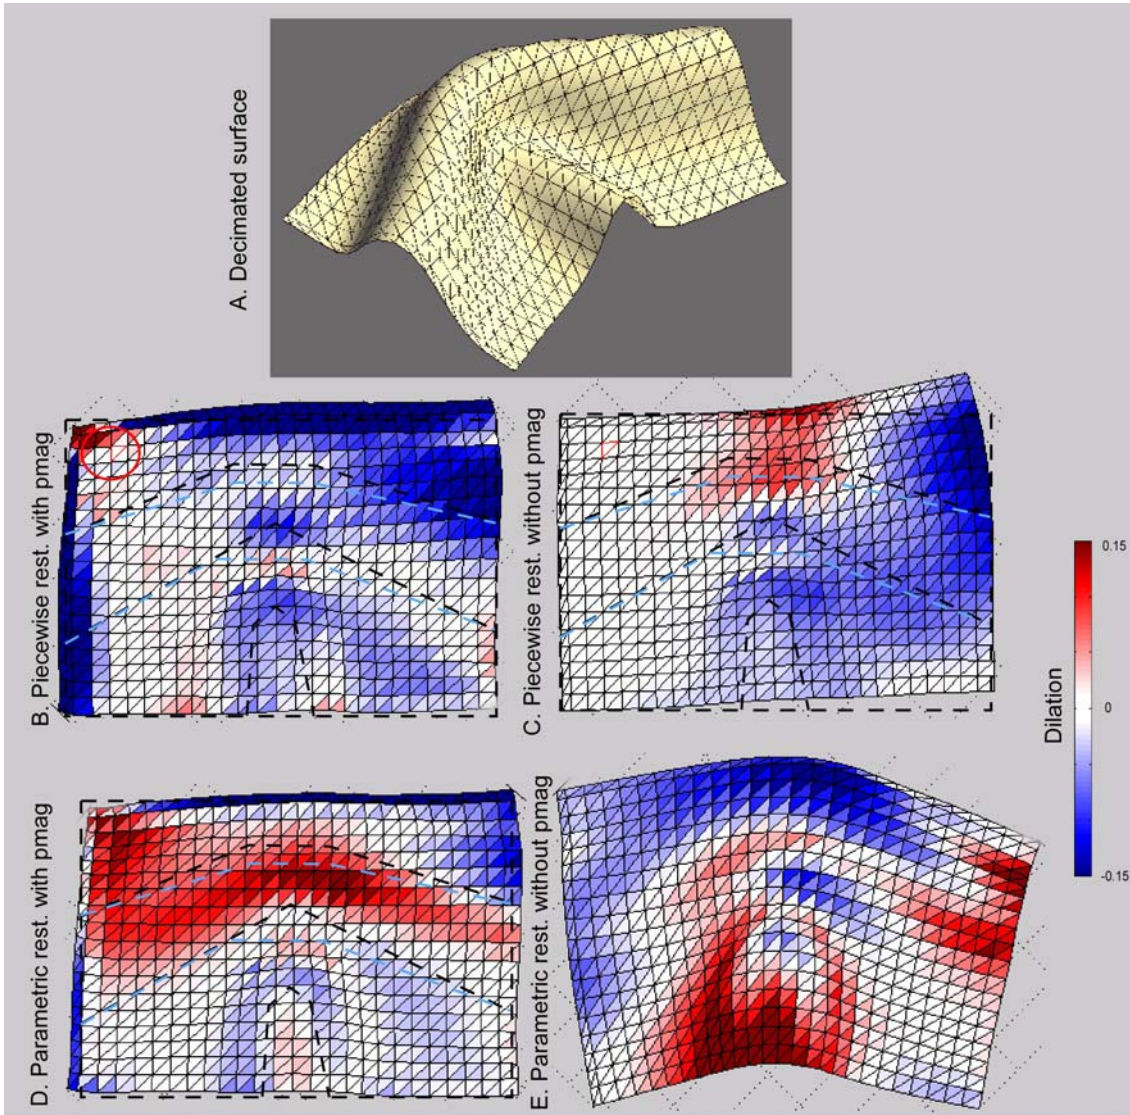 A. Decimated surface
B. Piecewise rest. with pmag
C. Piecewise rest. without pmag
D. Parametric rest. with pmag
E. Parametric rest. without pmag
Dilation
0.15
0
-0.15